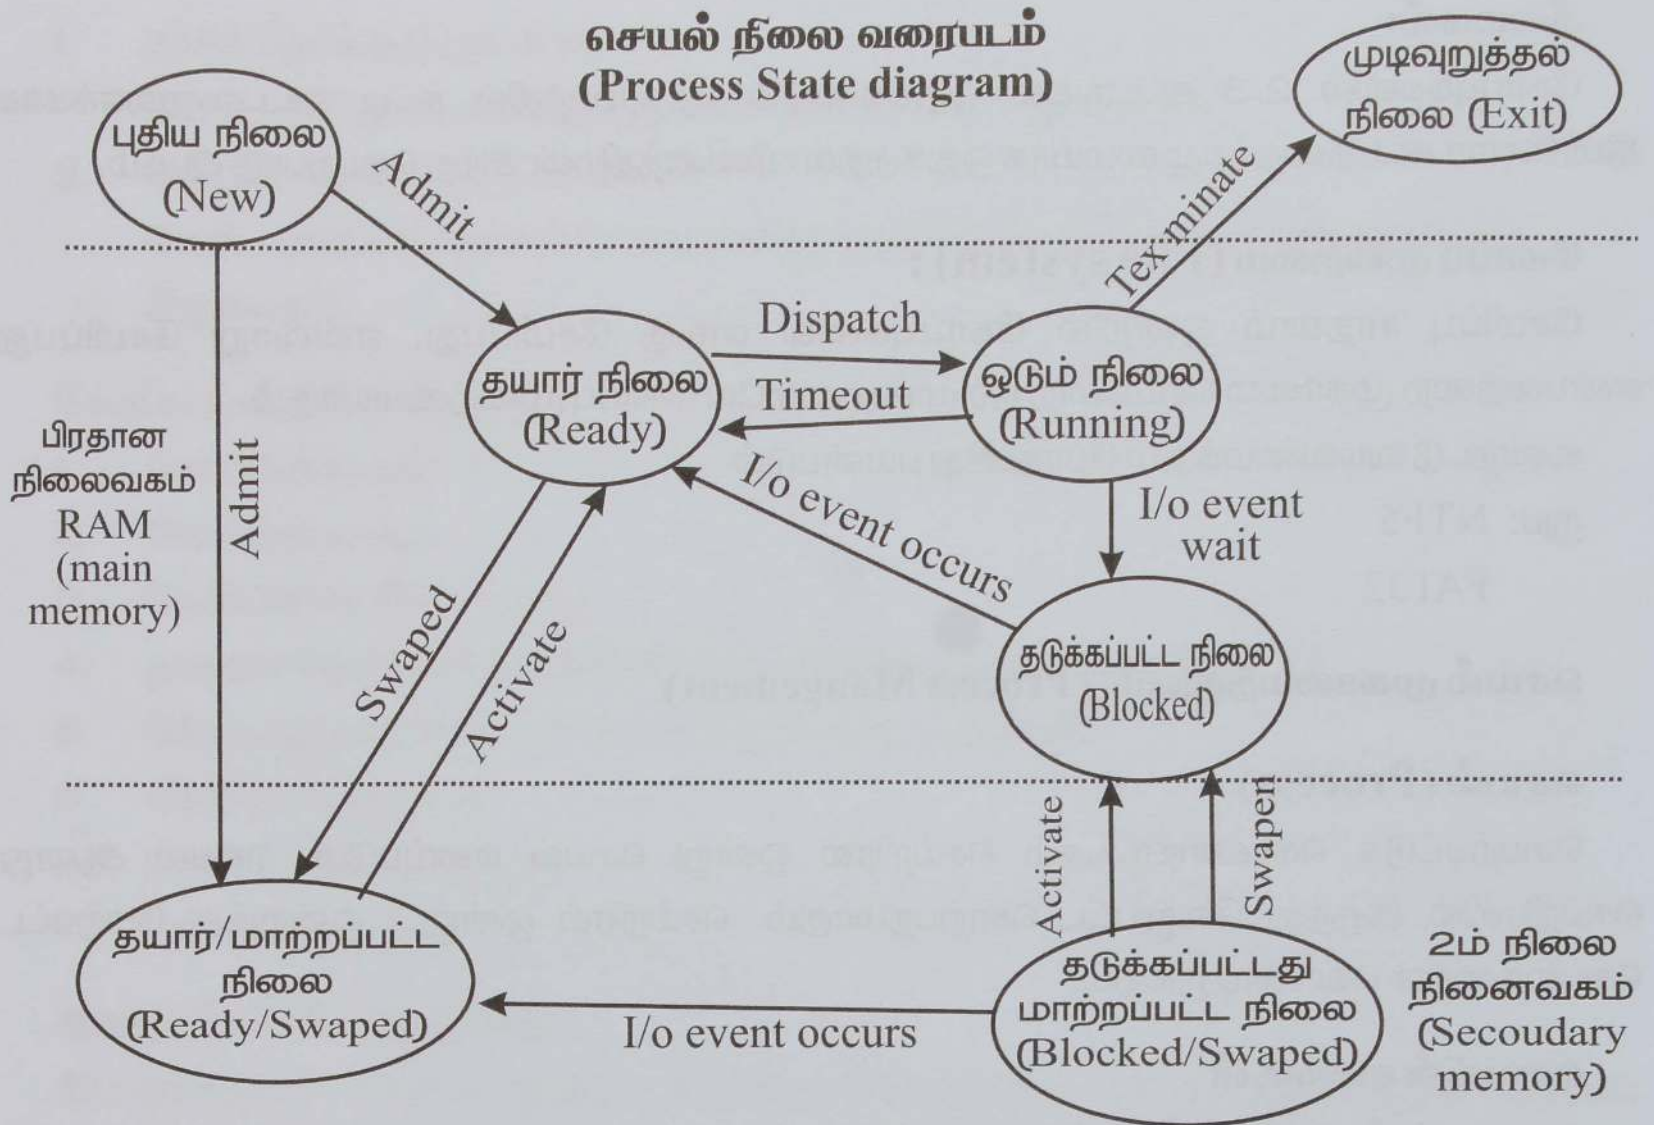 செயல் நிலை வரைபடம்
(Process State diagram)
புதிய நிலை
(New)
முடிவுறுத்தல்
நிலை (Exit)
Admit
Tex minate
Dispatch
Timeout
தயார் நிலை
(Ready)
ஒடும் நிலை
(Running)
பிரதான
நிலைவகம்
RAM
(main
memory)
Admit
I/o event occurs
I/o event
wait
Swaped
Activate
தடுக்கப்பட்ட நிலை
(Blocked)
Activate
Swapen
தயார்/மாற்றப்பட்ட
நிலை
(Ready/Swaped)
I/o event occurs
தடுக்கப்பட்டது
மாற்றப்பட்ட நிலை
(Blocked/Swaped)
2ம் நிலை
நினைவகம்
(Secoudary
memory)